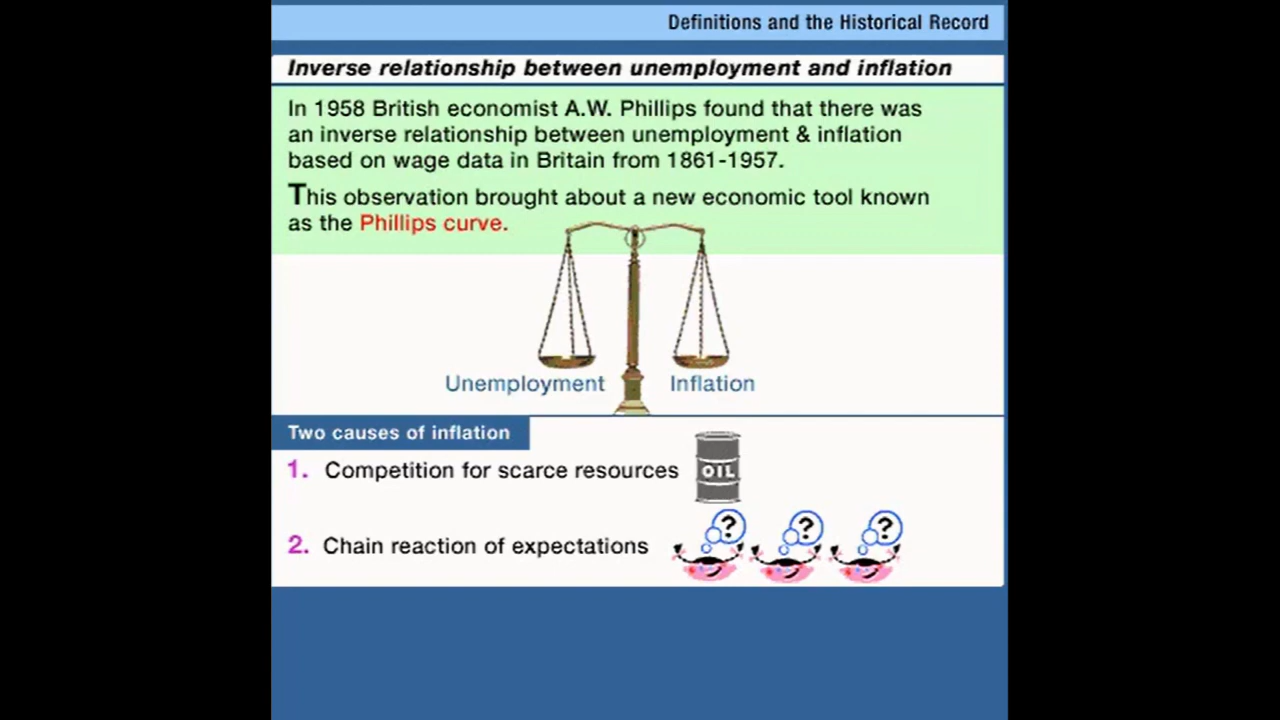 Definitions and the Historical Record
Inverse relationship between unemployment and inflation
In 1958 British economist A.W. Phillips found that there was
an inverse relationship between unemployment & inflation
based on wage data in Britain from 1861-1957.
This observation brought about a new economic tool known
as the Phillips curve.
Unemployment Inflation
Two causes of inflation
1. Competition for scarce resources
OIL
? ? ?
2. Chain reaction of expectations